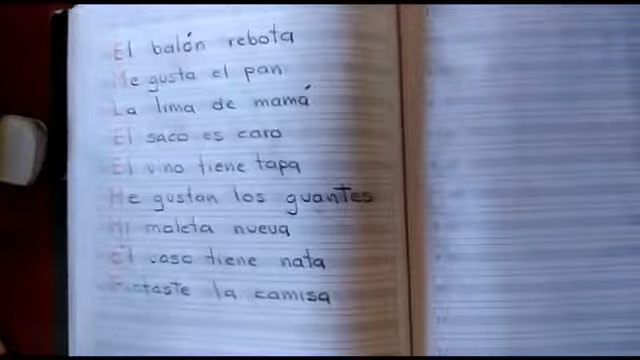 El balón rebota
Me gusta el pan
La lima de mamá
El saco es caro
El vino tiene tapa
Me gustan los guantes
Mi maleta nueva
El vaso tiene nata
Pintaste la camisa